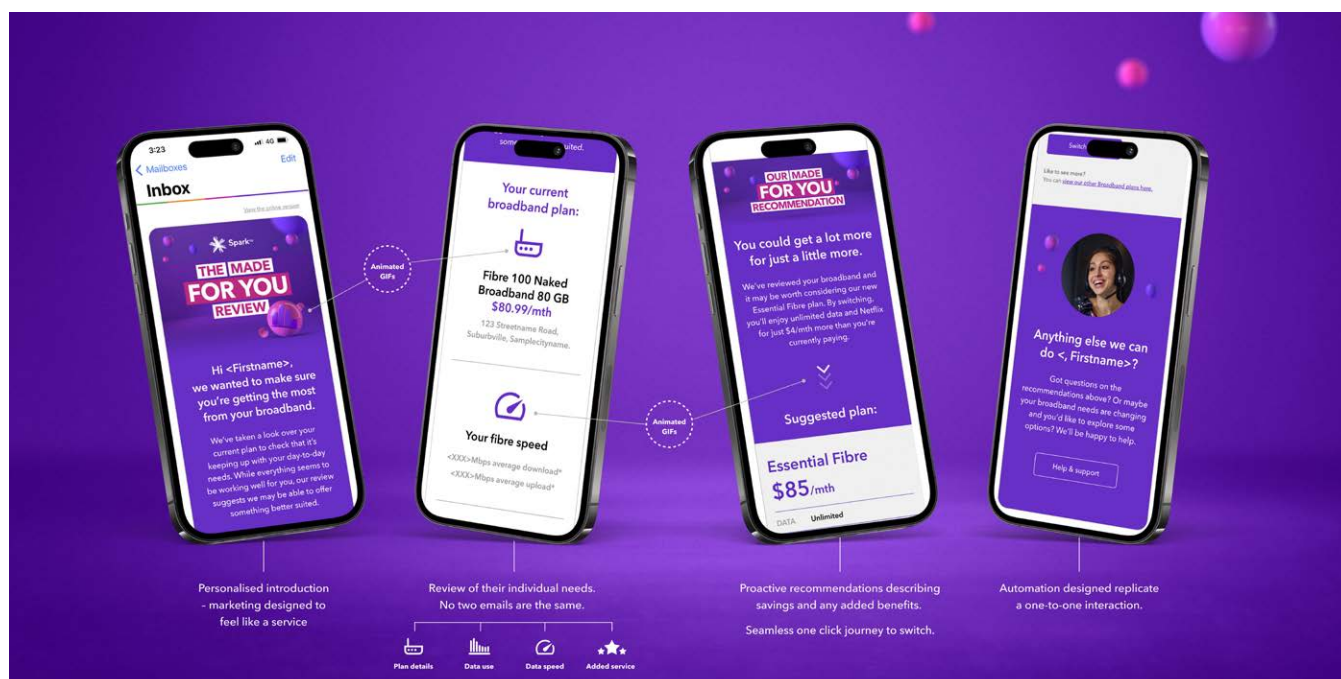 3:23
4G
Mailboxes
Edit
Inbox
View the online version
Spark
THE MADE
FOR YOU
REVIEW
Hi <Firstname>,
we wanted to make sure
you're getting the most
from your broadband.
We've taken a look over your
current plan to check that it's
keeping up with your day-to-day
needs. While everything seems to
be working well for you, our review
suggests we may be able to offer
something better suited.
Personalised introduction
– marketing designed to
feel like a service
Animated
GIFs
uited.
Your current
broadband plan:
Fibre 100 Naked
Broadband 80 GB
$80.99/mth
123 Streetname Road,
Suburbville, Samplecityname.
Your fibre speed
<XXX>Mbps average download*
<XXX>Mbps average upload*
Review of their individual needs.
No two emails are the same.
Plan details
Data use
Data speed
Added service
Animated
GIFs
OUR MADE
FOR YOU
RECOMMENDATION
You could get a lot more
for just a little more.
We've reviewed your broadband and
it may be worth considering our new
Essential Fibre plan. By switching,
you'll enjoy unlimited data and Netflix
for just $4/mth more than you're
currently paying.
Suggested plan:
Essential Fibre
$85/mth
DATA Unlimited
Proactive recommendations describing
savings and any added benefits.
Seamless one click journey to switch.
Switch
Like to see more?
You can view our other Broadband plans here.
Anything else we can
do <, Firstname>?
Got questions on the
recommendations above? Or maybe
your broadband needs are changing
and you'd like to explore some
options? We'll be happy to help.
Help & support
Automation designed replicate
a one-to-one interaction.